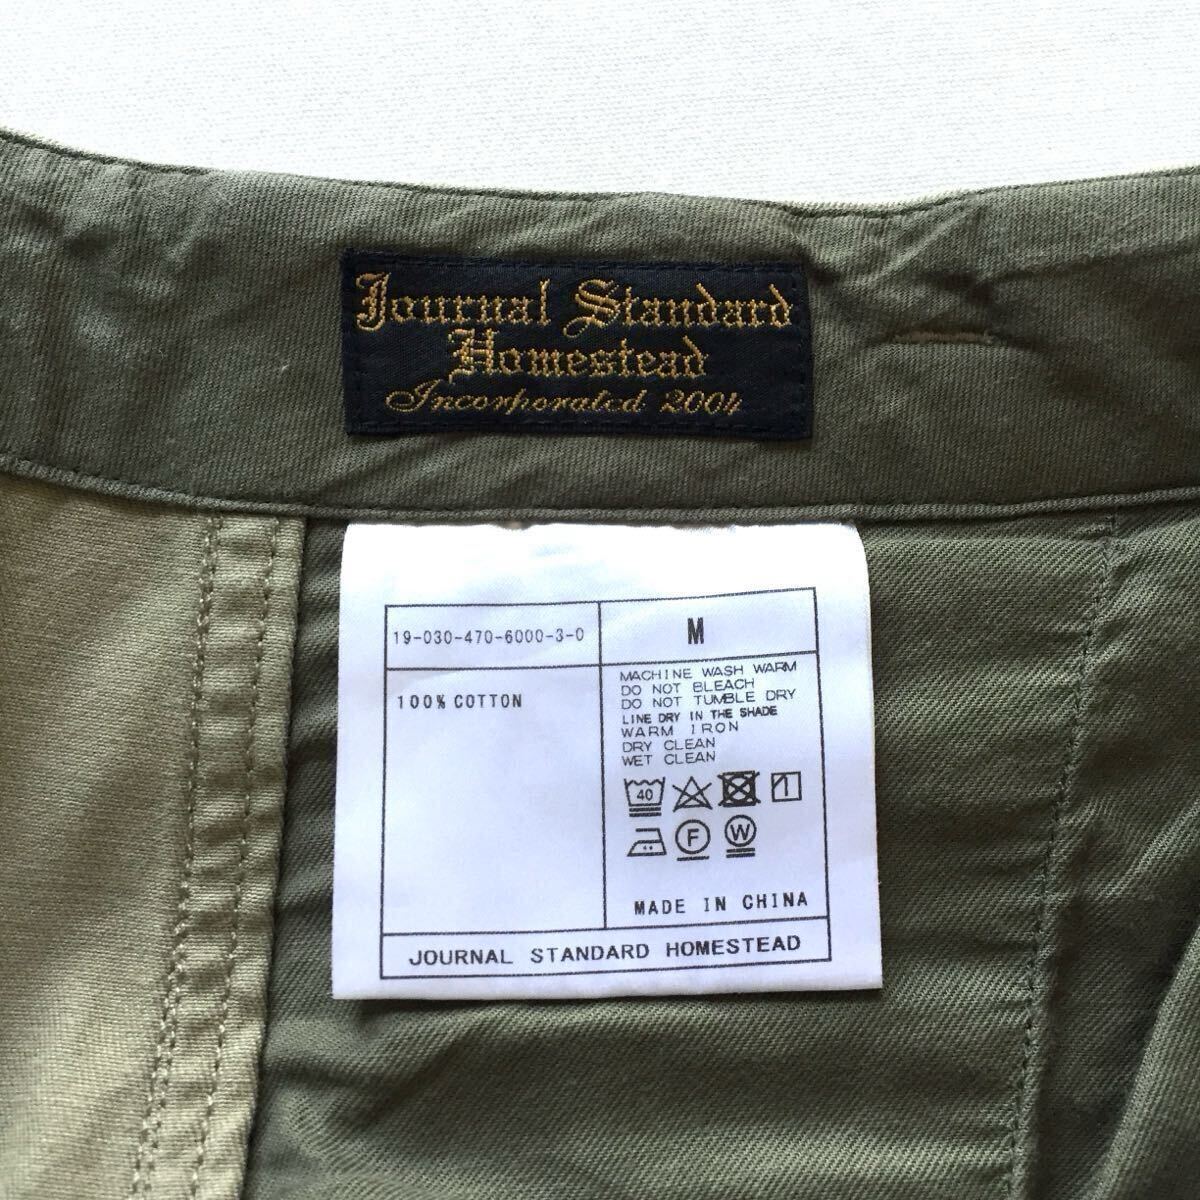 Journal Standard
Homestead
Incorporated 2004
19-030-470-6000-3-0
M
100% COTTON
MACHINE WASH WARM
DO NOT BLEACH
DO NOT TUMBLE DRY
LINE DRY IN THE SHADE
WARM IRON
DRY CLEAN
WET CLEAN
40
F W
MADE IN CHINA
JOURNAL STANDARD HOMESTEAD